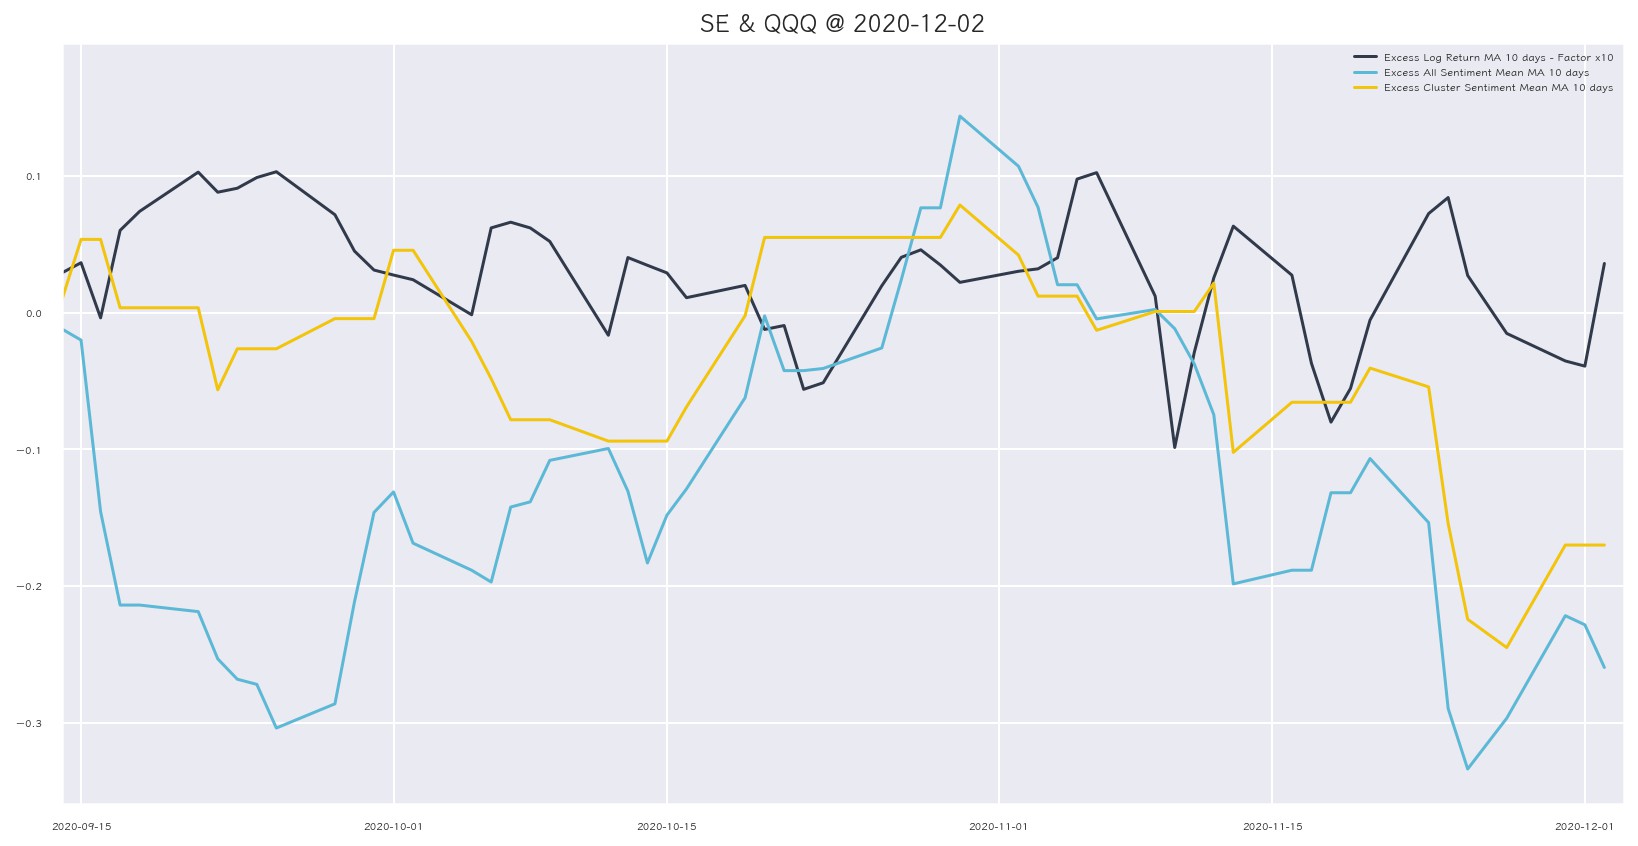 SE & QQQ @ 2020-12-02
Excess Log Return MA 10 days - Factor x10
Excess All Sentiment Mean MA 10 days
Excess Cluster Sentiment Mean MA 10 days
0.1
0.0
−0.1
−0.2
−0.3
2020-09-15
2020-10-01
2020-10-15
2020-11-01
2020-11-15
2020-12-01